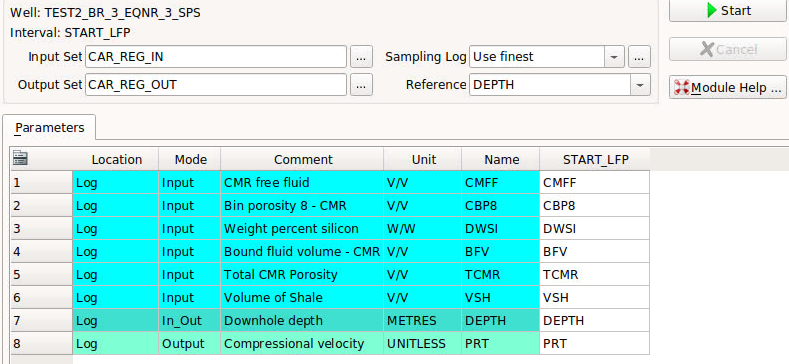 Well: TEST2_BR_3_EQNR_3_SPS
Start
Interval: START_LFP
Input Set CAR_REG_IN ... Sampling Log Use finest ...
Cancel
Output Set CAR_REG_OUT ... Reference DEPTH
Module Help ...
Parameters
Location Mode Comment Unit Name START_LFP
1 Log Input CMR free fluid V/V CMFF CMFF
2 Log Input Bin porosity 8 - CMR V/V CBP8 CBP8
3 Log Input Weight percent silicon W/W DWSI DWSI
4 Log Input Bound fluid volume - CMR V/V BFV BFV
5 Log Input Total CMR Porosity V/V TCMR TCMR
6 Log Input Volume of Shale V/V VSH VSH
7 Log In_Out Downhole depth METRES DEPTH DEPTH
8 Log Output Compressional velocity UNITLESS PRT PRT